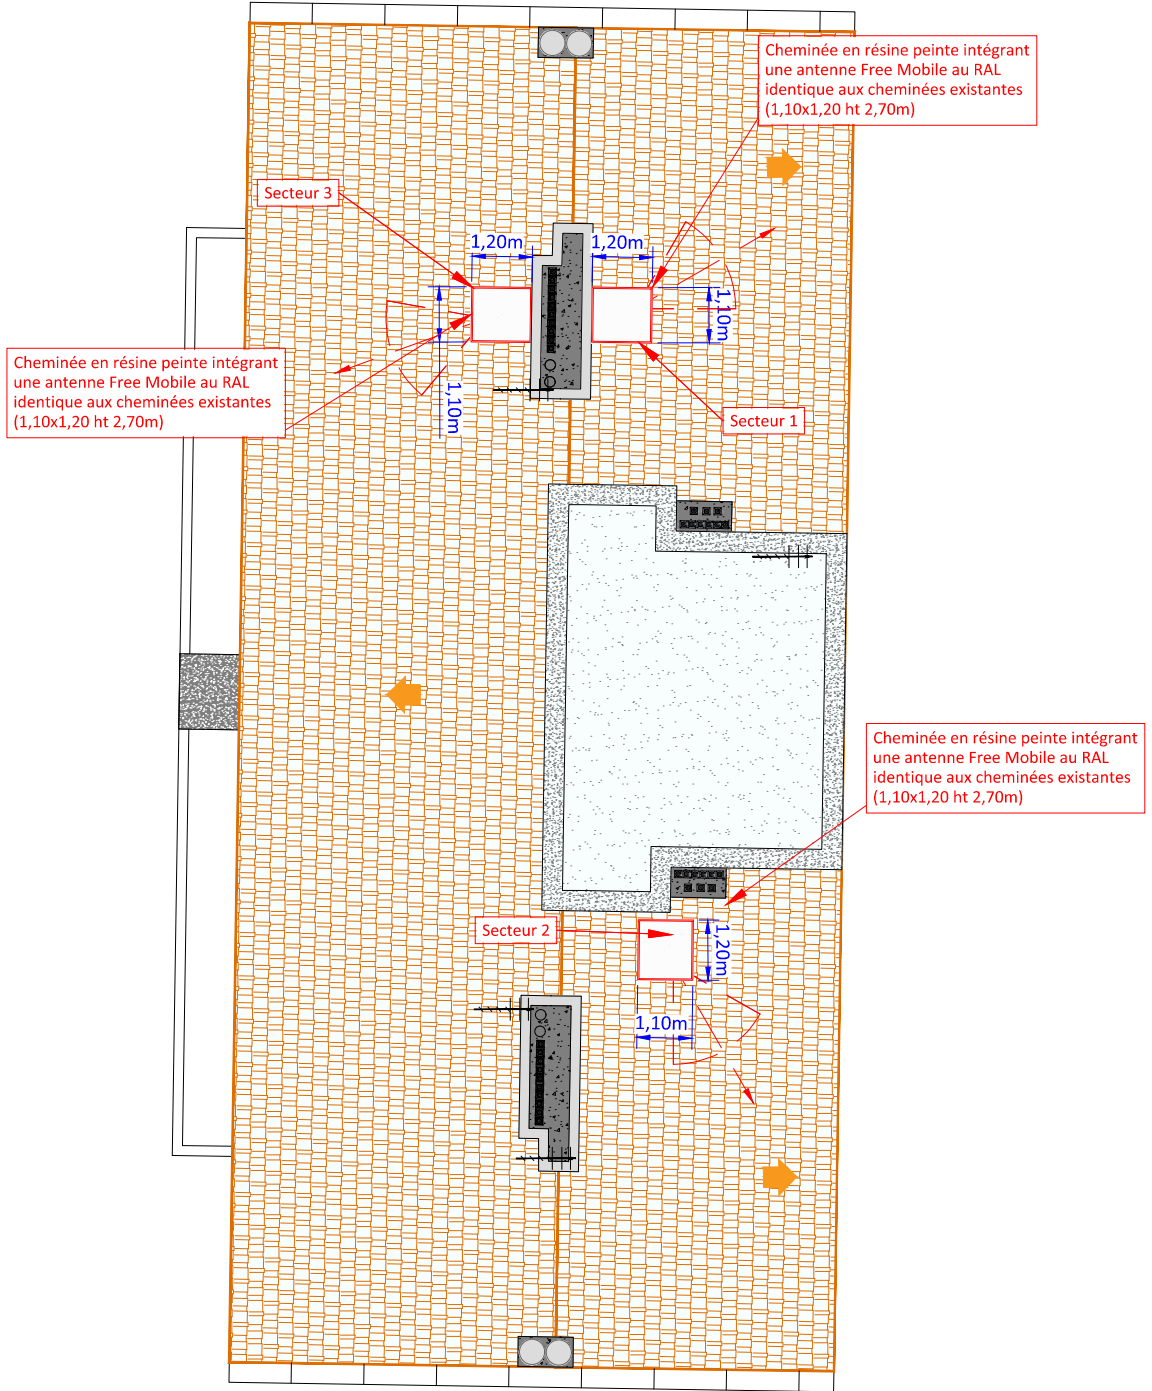 Cheminée en résine peinte intégrant
une antenne Free Mobile au RAL
identique aux cheminées existantes
(1,10x1,20 ht 2,70m)
Secteur 3
1,20m
1,20m
1,10m
Cheminée en résine peinte intégrant
une antenne Free Mobile au RAL
identique aux cheminées existantes
(1,10x1,20 ht 2,70m)
1,10m
Secteur 1
Cheminée en résine peinte intégrant
une antenne Free Mobile au RAL
identique aux cheminées existantes
(1,10x1,20 ht 2,70m)
Secteur 2
1,20m
1,10m